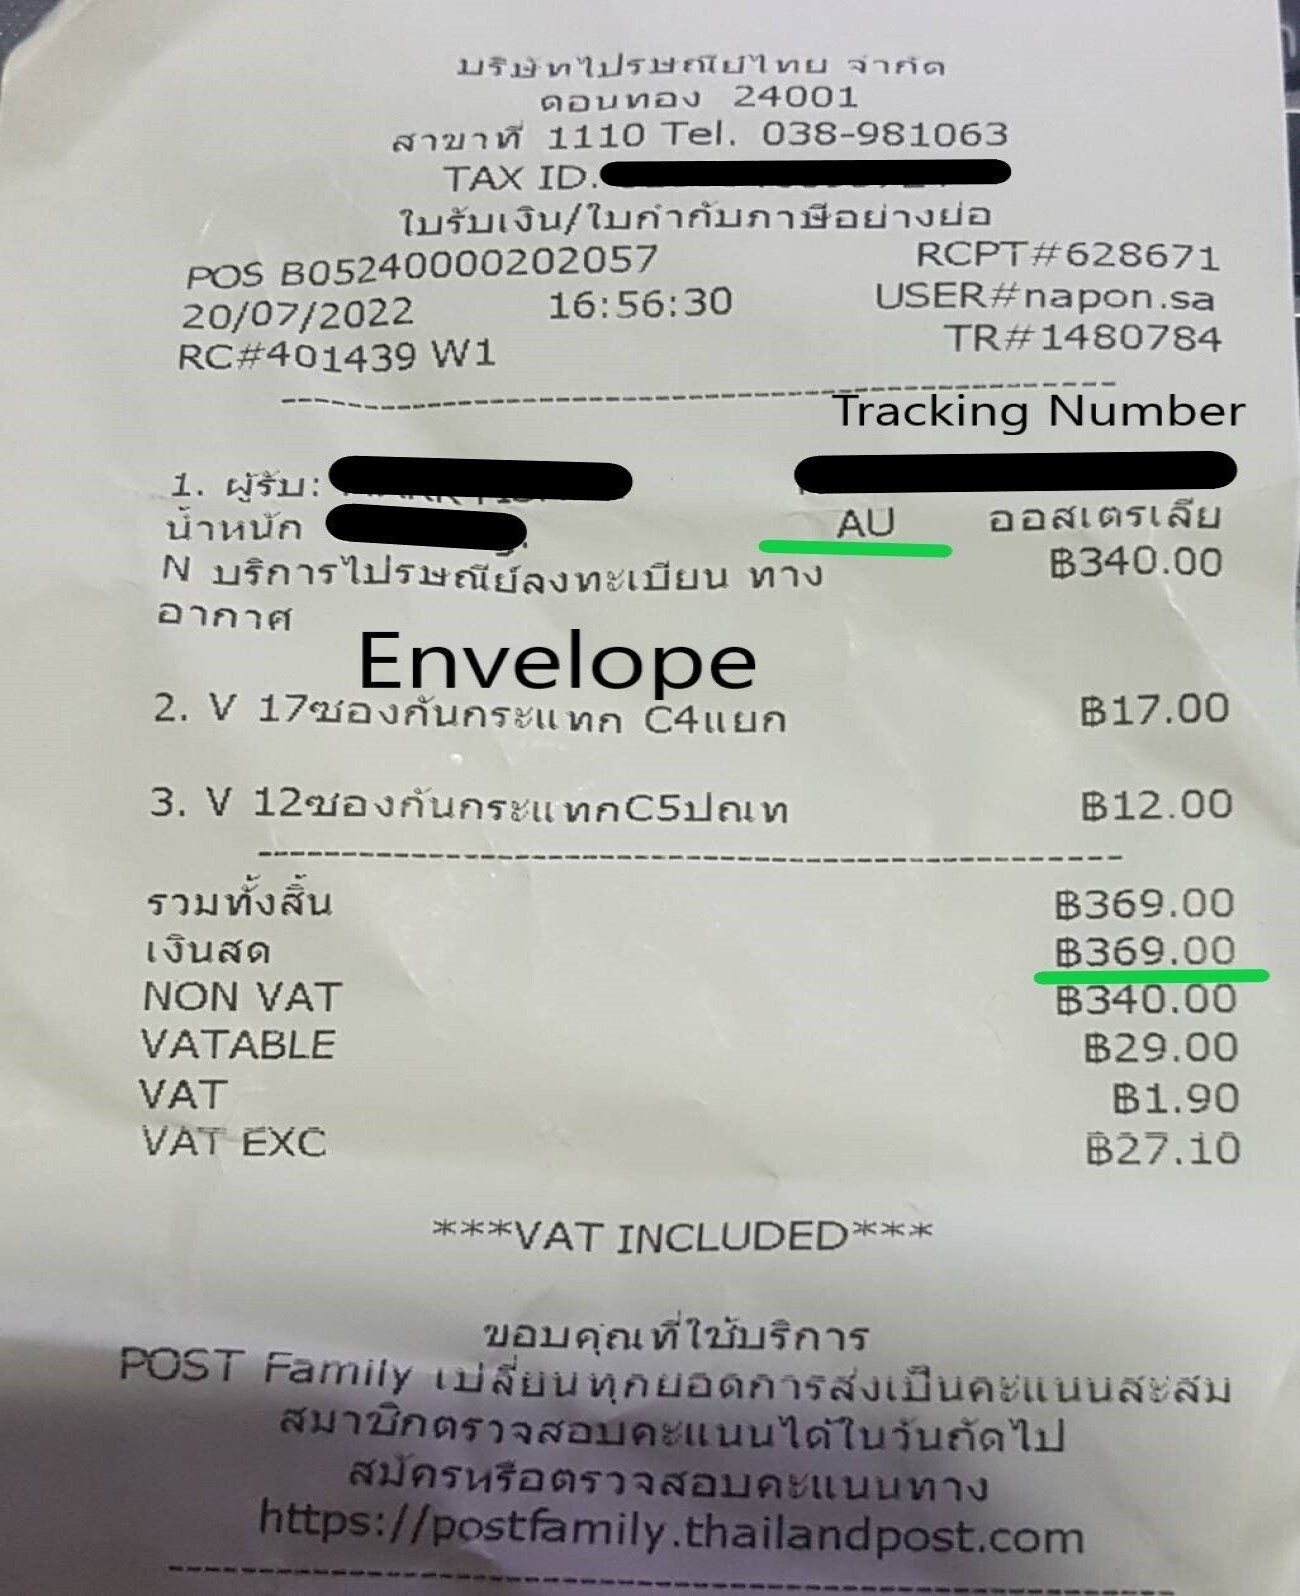 บริษัทไปรษณีย์ไทย จำกัด
ดอนทอง 24001
สาขาที่ 1110 Tel. 038-981063
TAX ID.
ใบรับเงิน/ใบกำกับภาษีอย่างย่อ
POS B05240000202057 RCPT#628671
20/07/2022 16:56:30 USER#napon.sa
RC#401439 W1 TR#1480784
Tracking Number
1. ผู้รับ:
น้ำหนัก AU ออสเตรเลีย
N บริการไปรษณีย์ลงทะเบียน ทาง ฿340.00
อากาศ
Envelope
2. V 17ซองกันกระแทก C4แยก ฿17.00
3. V 12ซองกันกระแทกC5ปณท ฿12.00
รวมทั้งสิ้น ฿369.00
เงินสด ฿369.00
NON VAT ฿340.00
VATABLE ฿29.00
VAT ฿1.90
VAT EXC ฿27.10
***VAT INCLUDED***
ขอบคุณที่ใช้บริการ
POST Family เปลี่ยนทุกยอดการส่งเป็นคะแนนสะสม
สมาชิกตรวจสอบคะแนนได้ในวันถัดไป
สมัครหรือตรวจสอบคะแนนทาง
https://postfamily.thailandpost.com